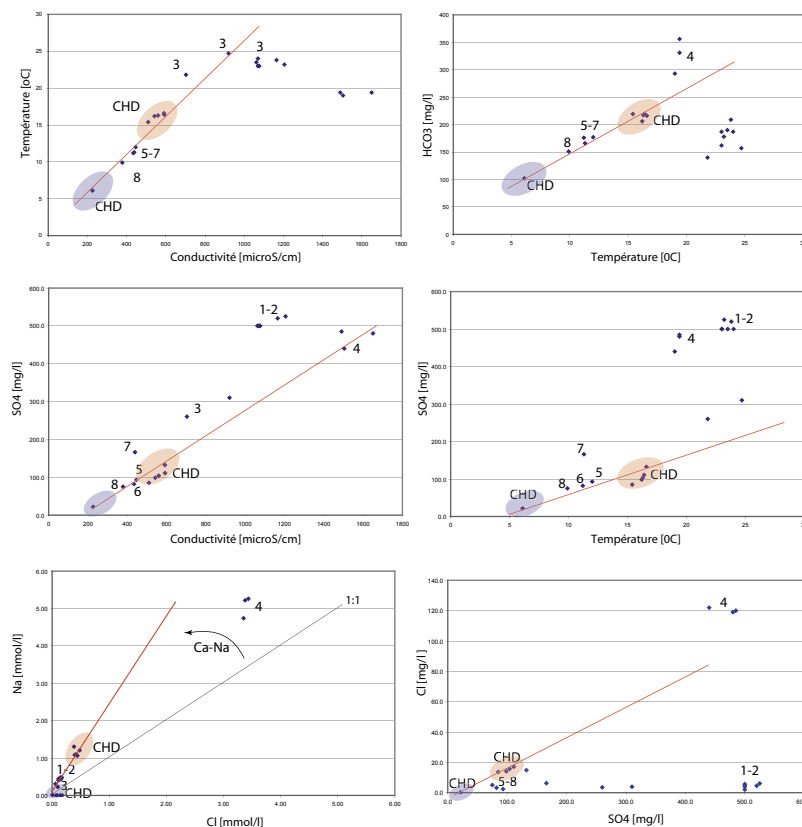 30
25
20
15
10
5
0
0 200 400 600 800 1000 1200 1400 1600 1800
Température [oC]
Conductivité [microS/cm]
3
3
3
CHD
5-7
8
CHD
400
350
300
250
200
150
100
50
0
0 5 10 15 20 25 30
HCO3 [mg/l]
Température [0C]
4
5-7
8
CHD
CHD
600.0
500.0
400.0
300.0
200.0
100.0
0.0
0 200 400 600 800 1000 1200 1400 1600 1800
SO4 [mg/l]
Conductivité [microS/cm]
1-2
4
3
7
5
CHD
8
6
600.0
500.0
400.0
300.0
200.0
100.0
0.0
0 5 10 15 20 25 30
SO4 [mg/l]
Température [0C]
1-2
4
7
8
6
5
CHD
CHD
6.00
5.00
4.00
3.00
2.00
1.00
0.00
0.00 1.00 2.00 3.00 4.00 5.00 6.00
Na [mmol/l]
Cl [mmol/l]
4
1:1
Ca-Na
CHD
1-2
3
CHD
140.0
120.0
100.0
80.0
60.0
40.0
20.0
0.0
0.0 100.0 200.0 300.0 400.0 500.0 600.0
Cl [mg/l]
SO4 [mg/l]
4
CHD
CHD
5-8
1-2